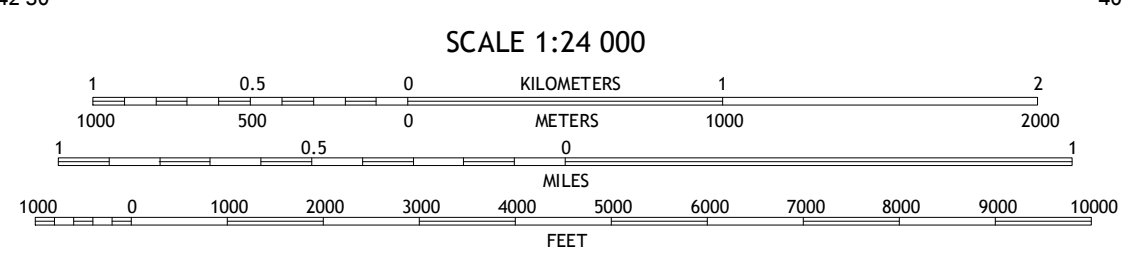 42'30"
SCALE 1:24 000
1 0.5 0 KILOMETERS 1 2
1000 500 0 METERS 1000 2000
1 0.5 0 1
MILES
1000 0 1000 2000 3000 4000 5000 6000 7000 8000 9000 10000
FEET